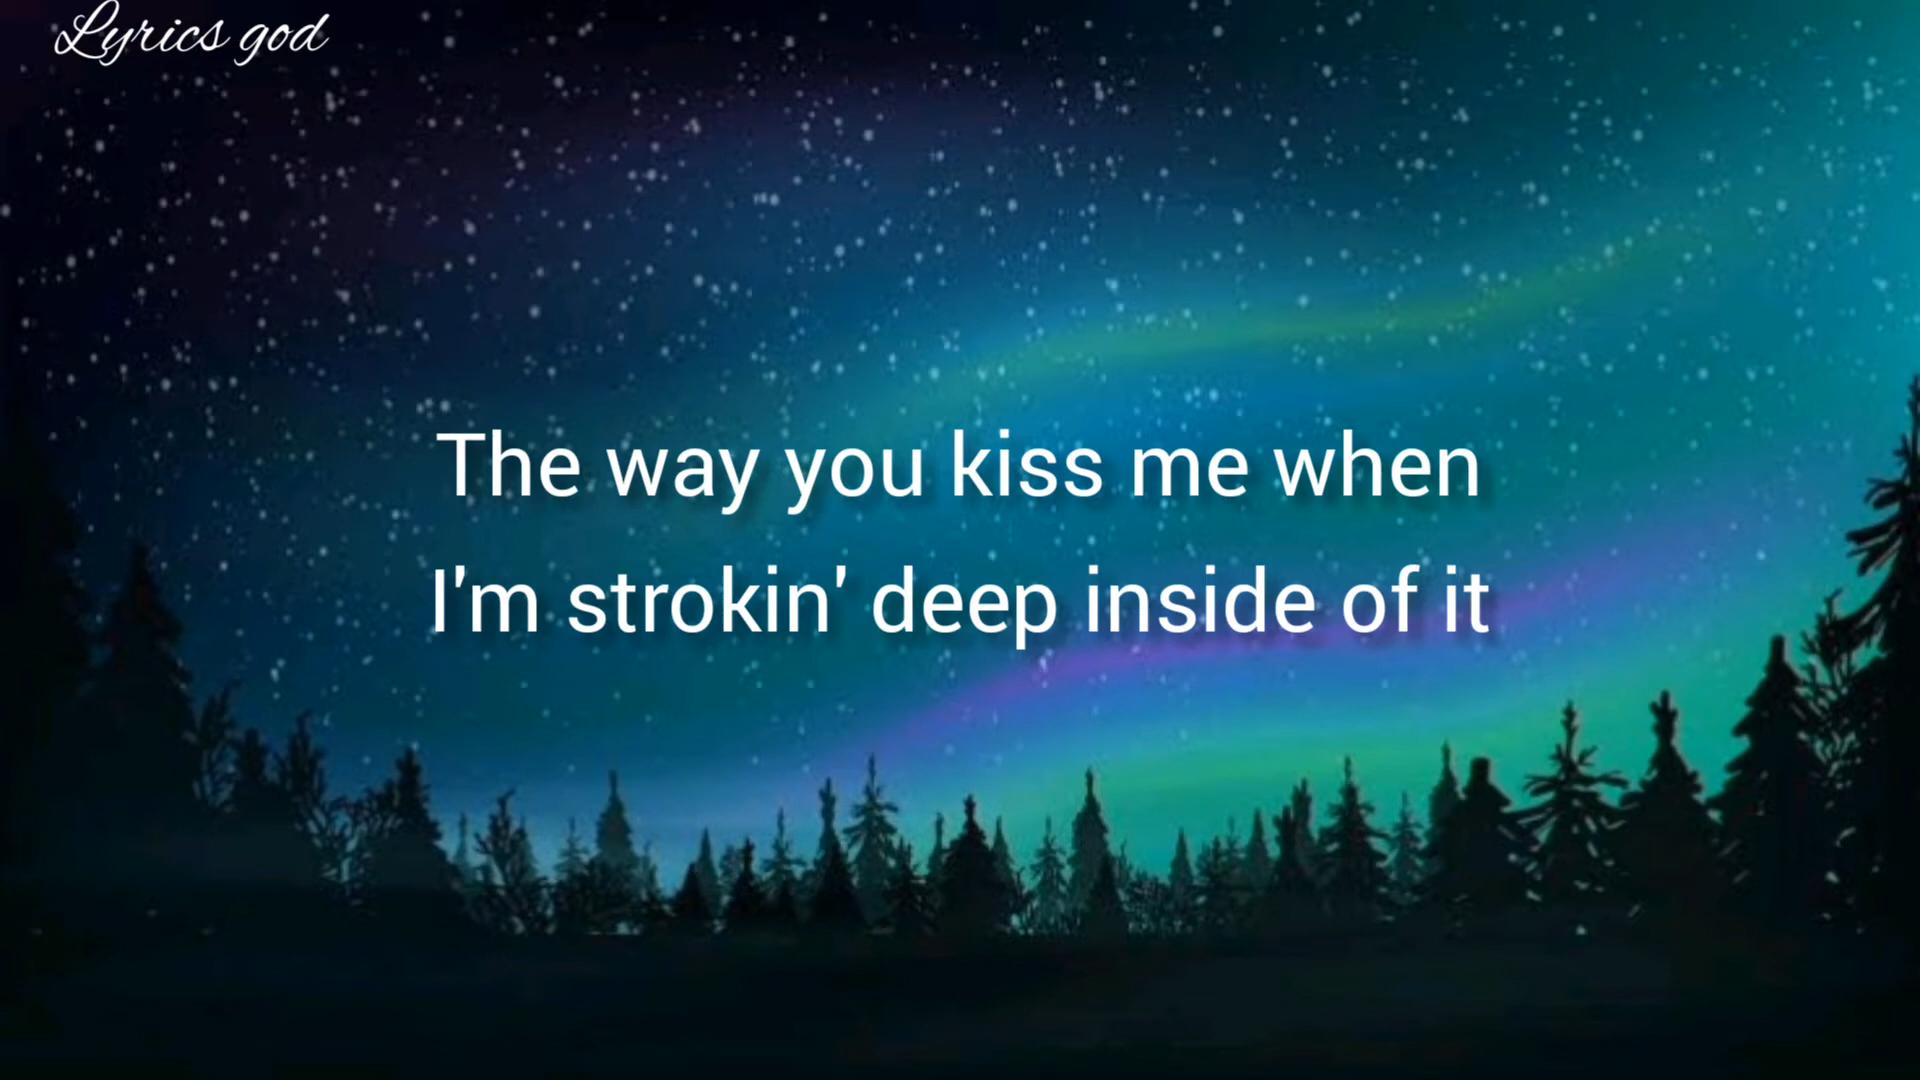 Lyrics god
The way you kiss me when
I'm strokin' deep inside of it